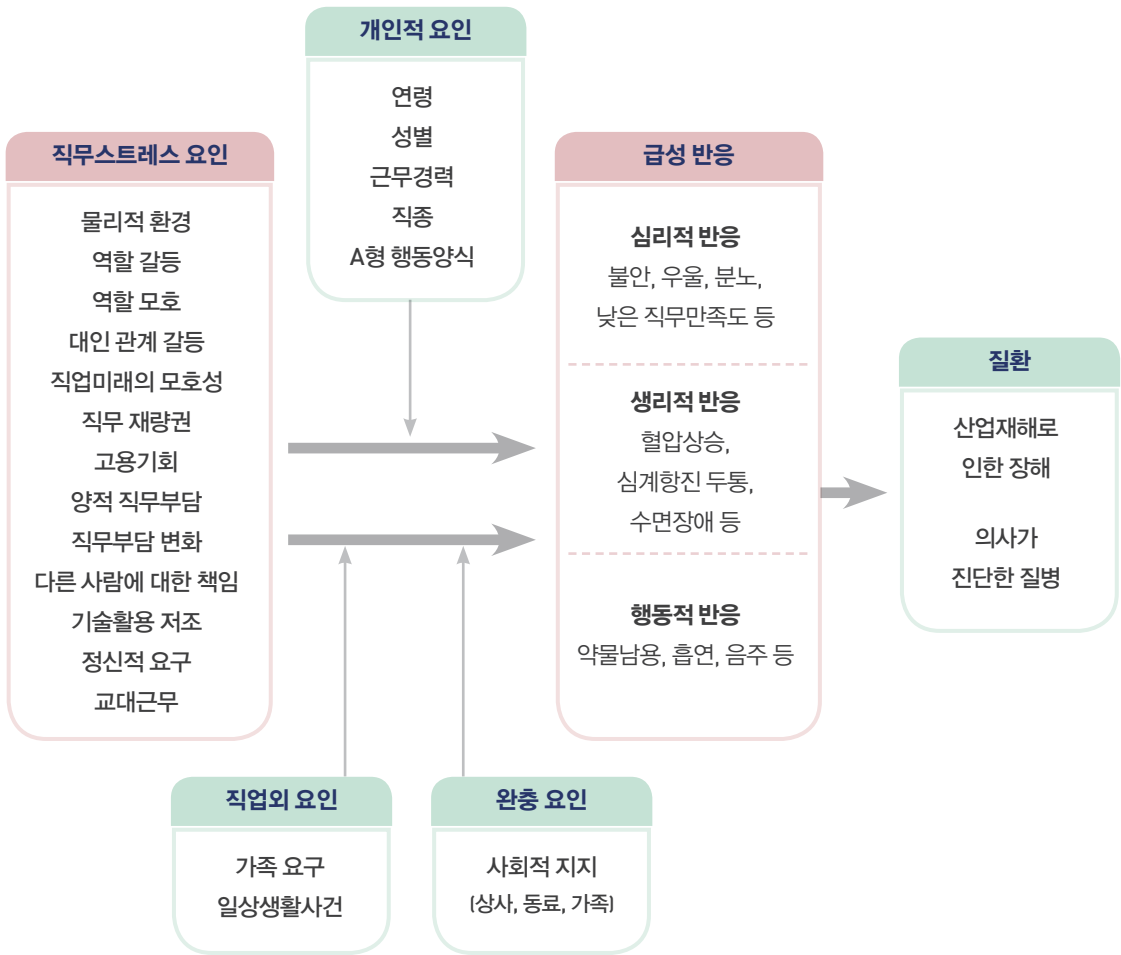 개인적 요인
연령
성별
근무경력
직종
A형 행동양식
직무스트레스 요인
물리적 환경
역할 갈등
역할 모호
대인 관계 갈등
직업미래의 모호성
직무 재량권
고용기회
양적 직무부담
직무부담 변화
다른 사람에 대한 책임
기술활용 저조
정신적 요구
교대근무
급성 반응
심리적 반응
불안, 우울, 분노,
낮은 직무만족도 등
생리적 반응
혈압상승,
심계항진 두통,
수면장애 등
행동적 반응
약물남용, 흡연, 음주 등
질환
산업재해로
인한 장해
의사가
진단한 질병
직업외 요인
가족 요구
일상생활사건
완충 요인
사회적 지지
(상사, 동료, 가족)